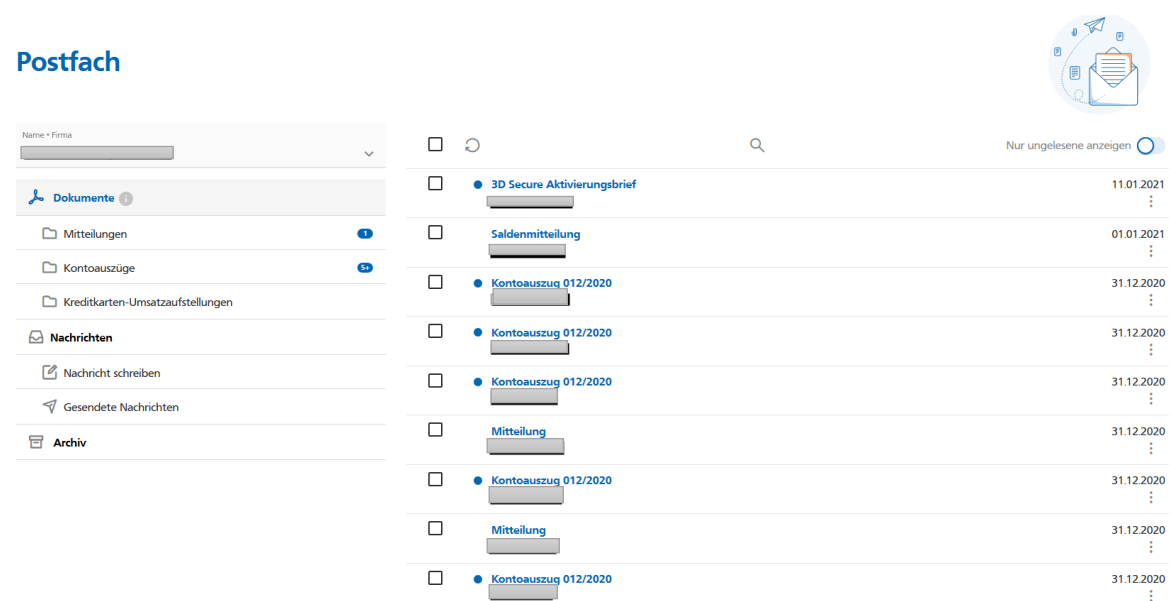 Postfach
Name • Firma
Dokumente
Mitteilungen 1
Kontoauszüge 5+
Kreditkarten-Umsatzaufstellungen
Nachrichten
Nachricht schreiben
Gesendete Nachrichten
Archiv
Nur ungelesene anzeigen
3D Secure Aktivierungsbrief 11.01.2021
Saldenmitteilung 01.01.2021
Kontoauszug 012/2020 31.12.2020
Kontoauszug 012/2020 31.12.2020
Kontoauszug 012/2020 31.12.2020
Mitteilung 31.12.2020
Kontoauszug 012/2020 31.12.2020
Mitteilung 31.12.2020
Kontoauszug 012/2020 31.12.2020